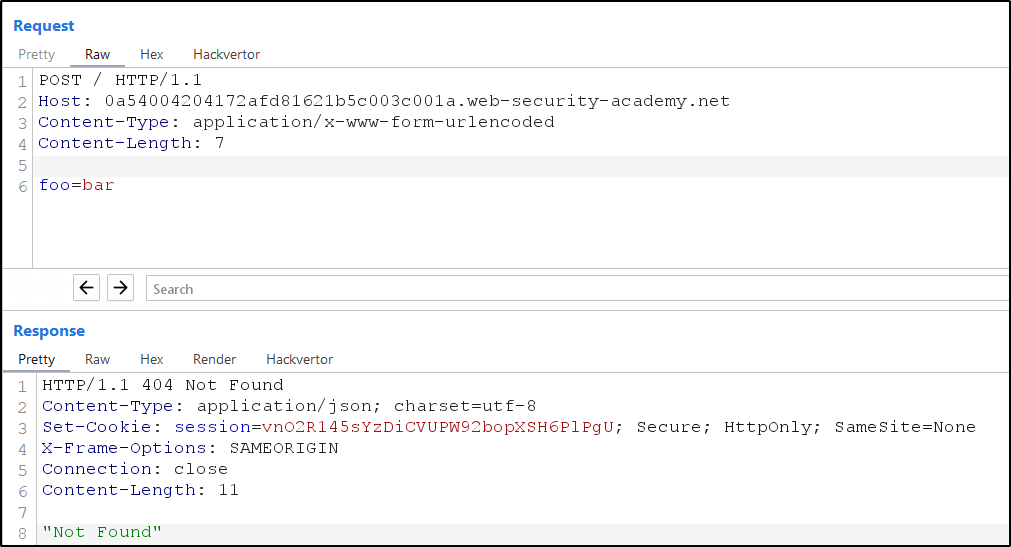 Request
Pretty Raw Hex Hackvertor
1 POST / HTTP/1.1
2 Host: 0a54004204172afd81621b5c003c001a.web-security-academy.net
3 Content-Type: application/x-www-form-urlencoded
4 Content-Length: 7
5
6 foo=bar
Search
Response
Pretty Raw Hex Render Hackvertor
1 HTTP/1.1 404 Not Found
2 Content-Type: application/json; charset=utf-8
3 Set-Cookie: session=vnO2R145sYzDiCVUPW92bopXSH6PlPgU; Secure; HttpOnly; SameSite=None
4 X-Frame-Options: SAMEORIGIN
5 Connection: close
6 Content-Length: 11
7
8 "Not Found"